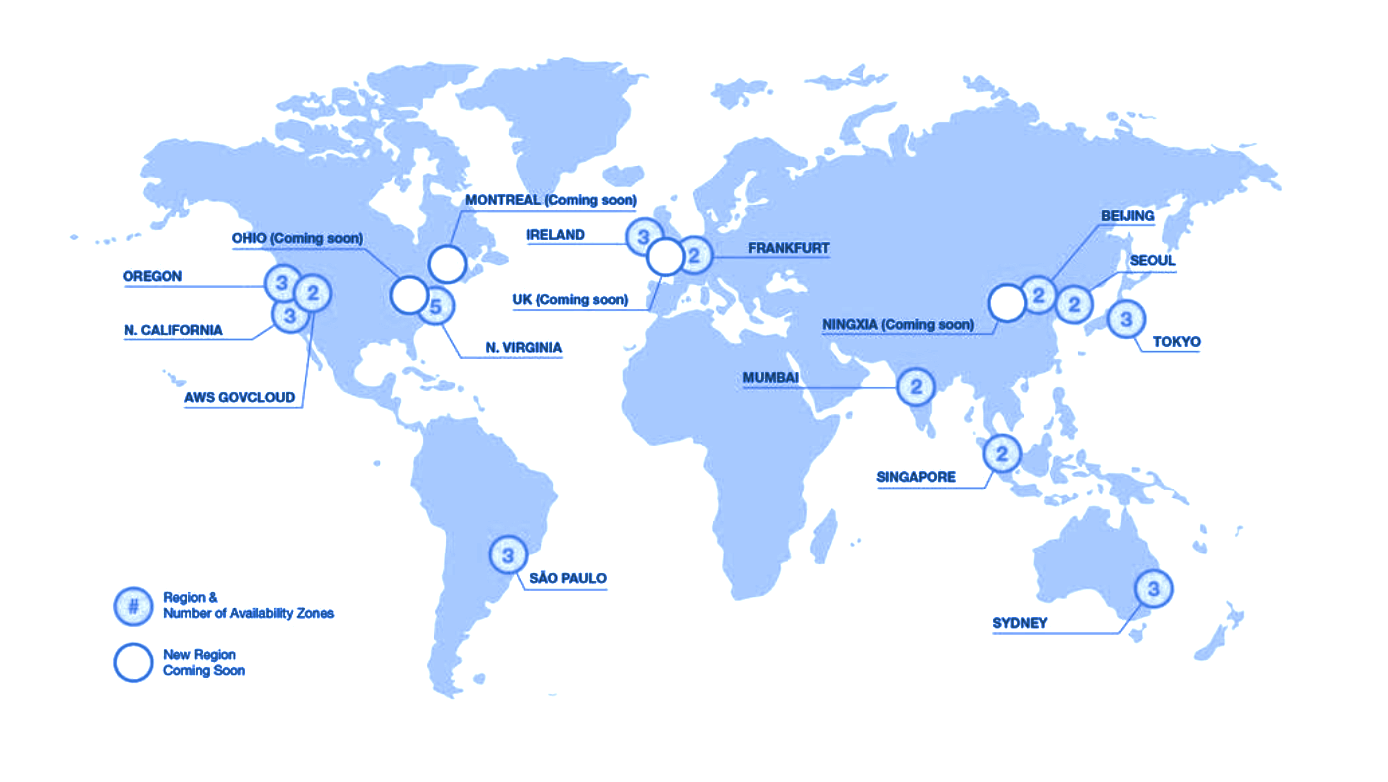 MONTREAL (Coming soon)
OHIO (Coming soon)
IRELAND
3
2
FRANKFURT
BEIJING
SEOUL
OREGON
3
2
3
5
UK (Coming soon)
N. CALIFORNIA
N. VIRGINIA
2
2
3
NINGXIA (Coming soon)
TOKYO
AWS GOVCLOUD
MUMBAI
2
2
SINGAPORE
3
SÃO PAULO
3
SYDNEY
#
Region &
Number of Availability Zones
New Region
Coming Soon